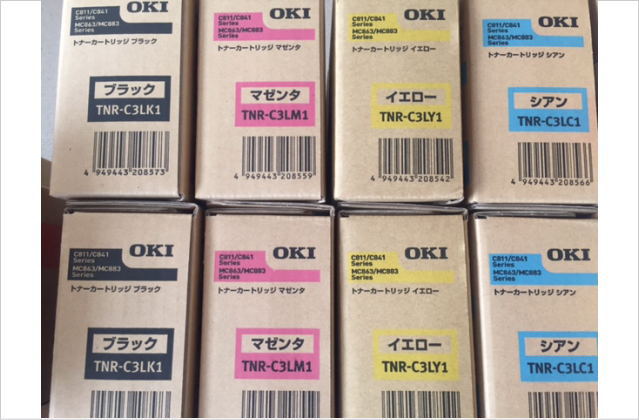 C811/C841
Series
MC863/MC883
Series
OKI
トナーカートリッジ ブラック
ブラック
TNR-C3LK1
4 949443 208573
C811/C841
Series
MC863/MC883
Series
OKI
トナーカートリッジ マゼンタ
マゼンタ
TNR-C3LM1
4 949443 208559
C811/C841
Series
MC863/MC883
Series
OKI
トナーカートリッジ イエロー
イエロー
TNR-C3LY1
4 949443 208542
C811/C841
Series
MC863/MC883
Series
OKI
トナーカートリッジ シアン
シアン
TNR-C3LC1
4 949443 208566
C811/C841
Series
MC863/MC883
Series
OKI
トナーカートリッジ ブラック
ブラック
TNR-C3LK1
C811/C841
Series
MC863/MC883
Series
OKI
トナーカートリッジ マゼンタ
マゼンタ
TNR-C3LM1
C811/C841
Series
MC863/MC883
Series
OKI
トナーカートリッジ イエロー
イエロー
TNR-C3LY1
C811/C841
Series
MC863/MC883
Series
OKI
トナーカートリッジ シアン
シアン
TNR-C3LC1